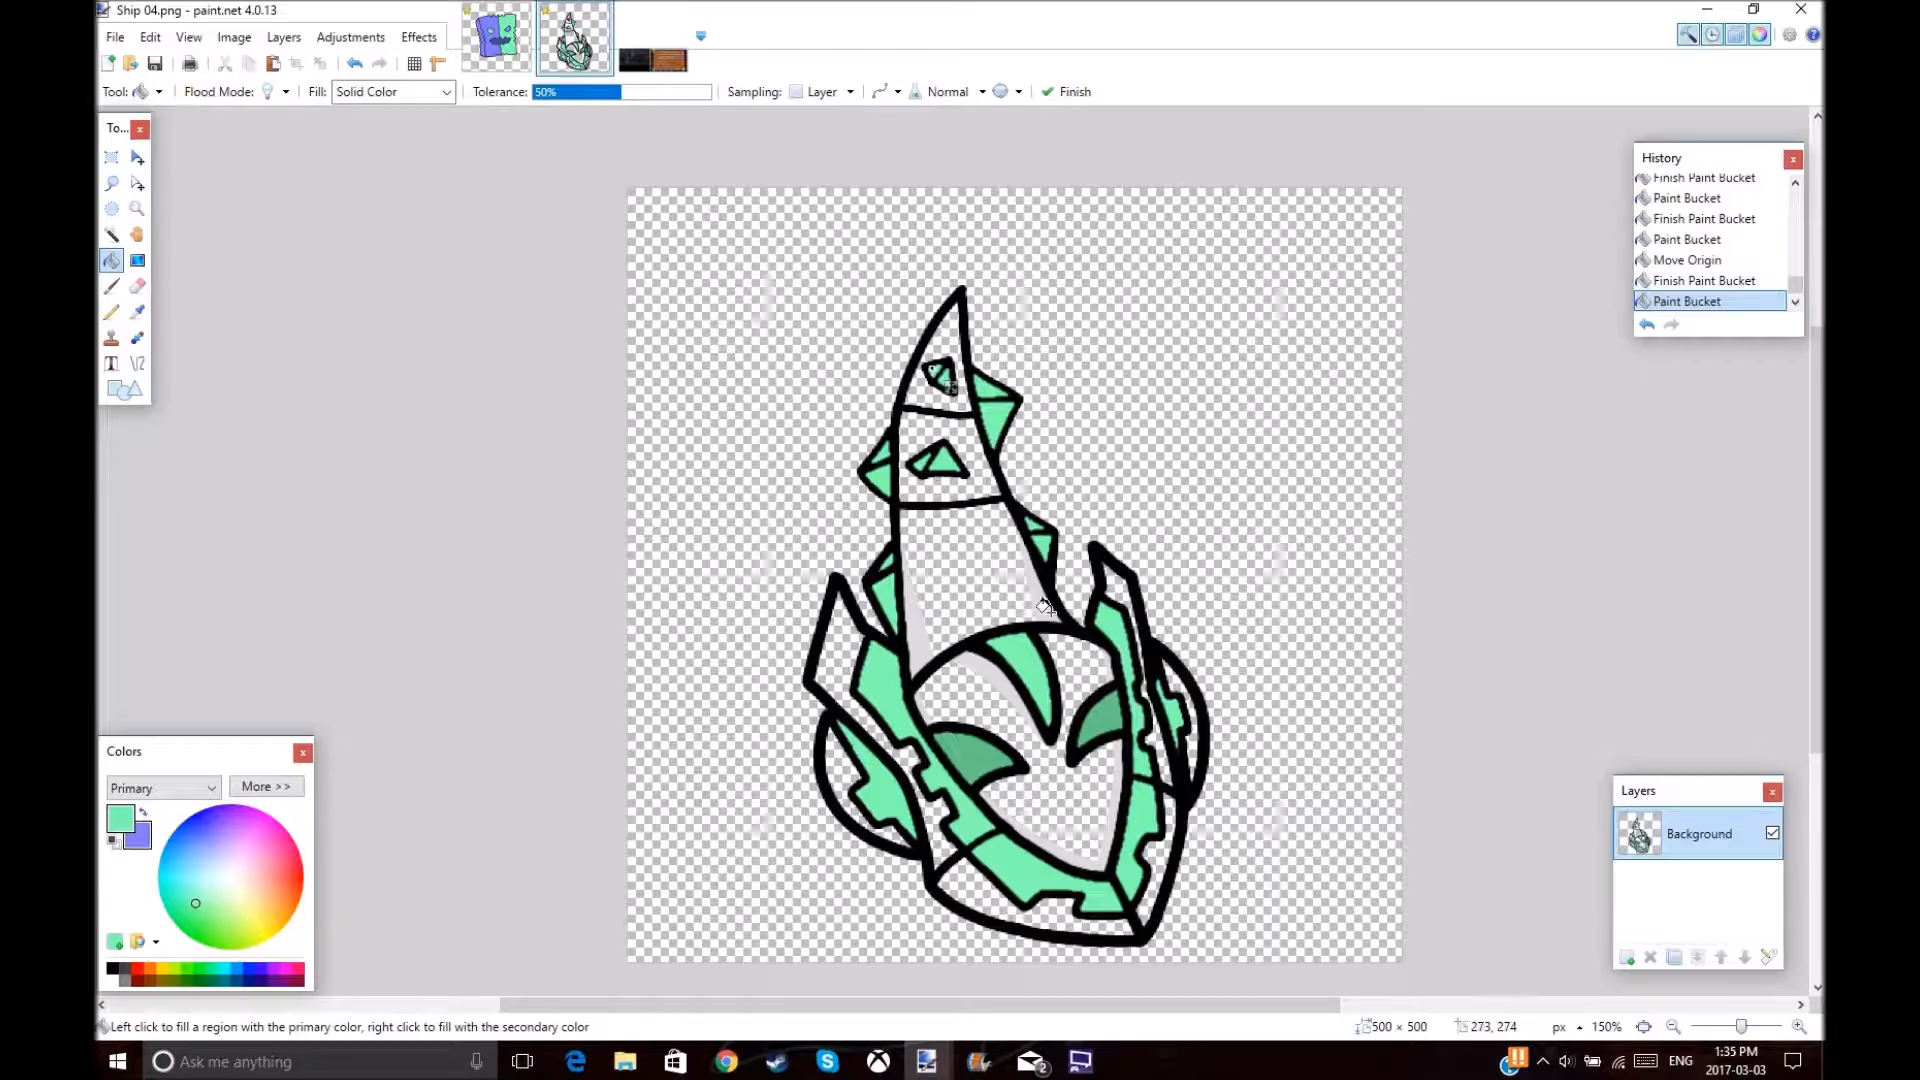 Ship 04.png - paint.net 4.0.13
File Edit View Image Layers Adjustments Effects
Tool: Flood Mode: Fill: Solid Color Tolerance: 50% Sampling: Layer Normal Finish
To...
History
Finish Paint Bucket
Paint Bucket
Finish Paint Bucket
Paint Bucket
Move Origin
Finish Paint Bucket
Paint Bucket
Colors
Primary
More >>
Layers
Background
Left click to fill a region with the primary color, right click to fill with the secondary color
500 × 500
273, 274
px
150%
Ask me anything
2
ENG
1:35 PM
2017-03-03